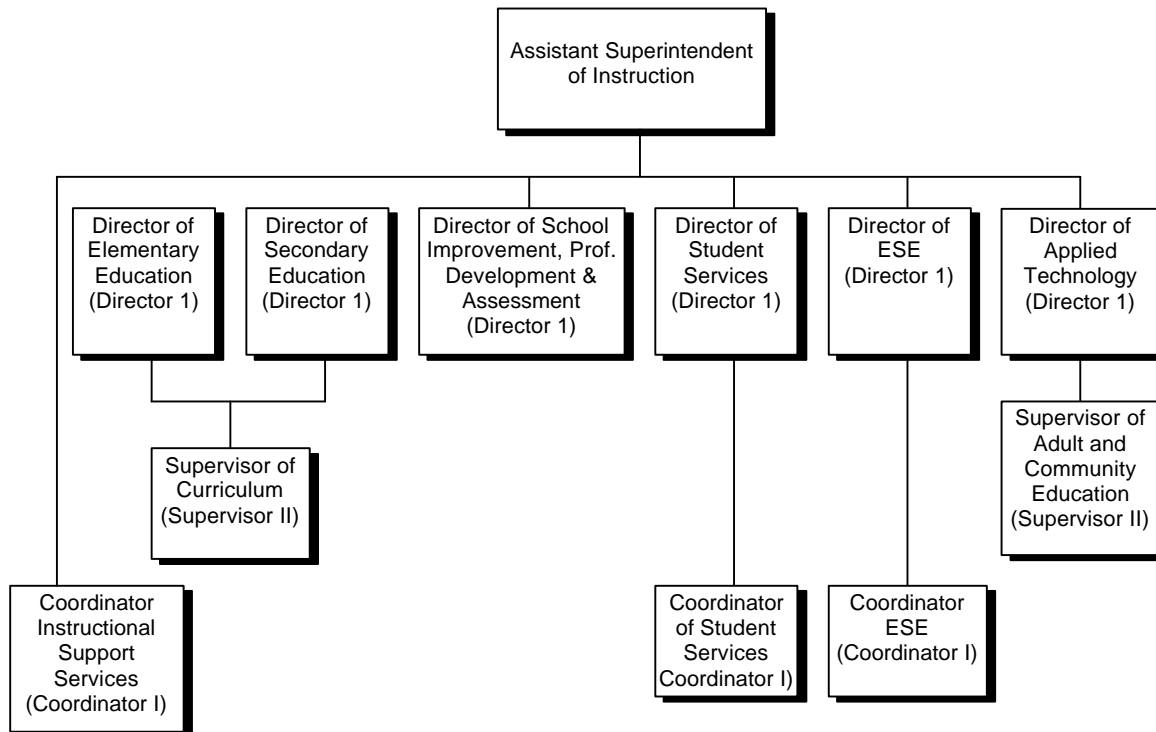 Assistant Superintendent
of Instruction
Director of
Elementary
Education
(Director 1)
Director of
Secondary
Education
(Director 1)
Director of School
Improvement, Prof.
Development &
Assessment
(Director 1)
Director of
Student
Services
(Director 1)
Director of
ESE
(Director 1)
Director of
Applied
Technology
(Director 1)
Supervisor of
Curriculum
(Supervisor II)
Supervisor of
Adult and
Community
Education
(Supervisor II)
Coordinator
Instructional
Support
Services
(Coordinator I)
Coordinator
of Student
Services
Coordinator I)
Coordinator
ESE
(Coordinator I)